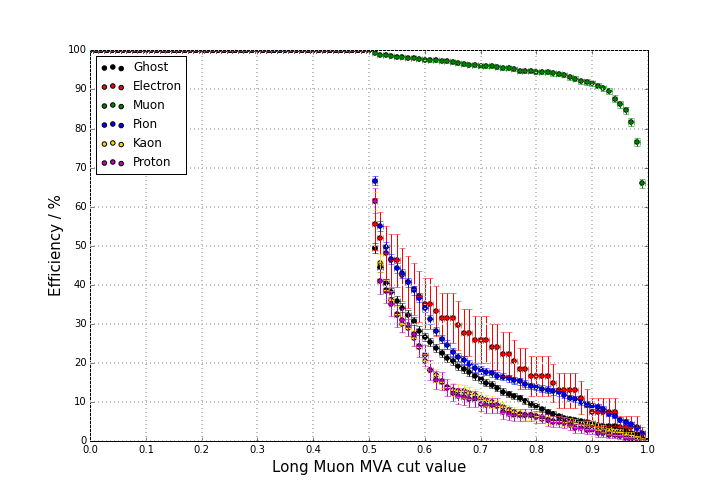 100
90
80
70
60
50
40
30
20
10
0
Efficiency / %
Ghost
Electron
Muon
Pion
Kaon
Proton
0.0 0.1 0.2 0.3 0.4 0.5 0.6 0.7 0.8 0.9 1.0
Long Muon MVA cut value